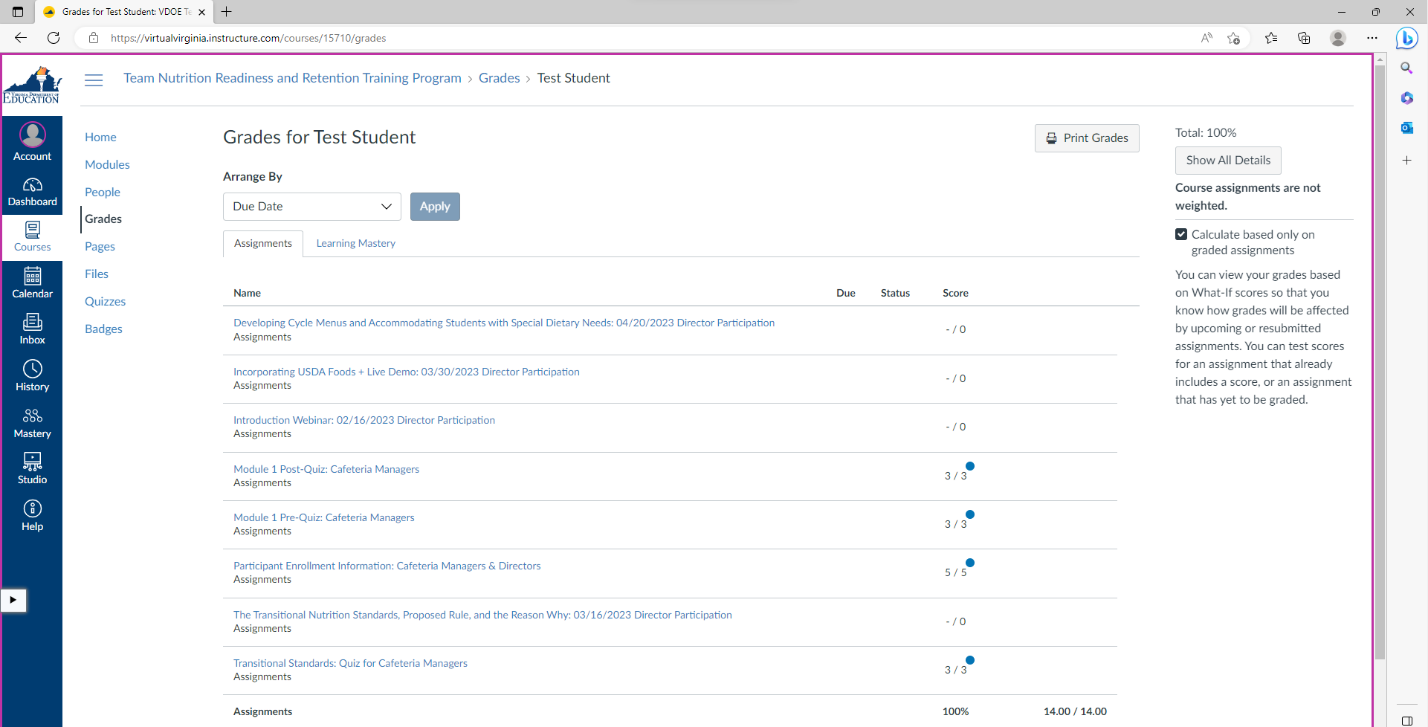 Grades for Test Student: VDOE Te
https://virtualvirginia.instructure.com/courses/15710/grades
EDUCATION
Team Nutrition Readiness and Retention Training Program > Grades > Test Student
Account
Dashboard
Courses
Calendar
Inbox
History
Mastery
Studio
Help
Home
Modules
People
Grades
Pages
Files
Quizzes
Badges
Grades for Test Student
Print Grades
Arrange By
Due Date
Apply
Assignments Learning Mastery
Name Due Status Score
Developing Cycle Menus and Accommodating Students with Special Dietary Needs: 04/20/2023 Director Participation
Assignments
- / 0
Incorporating USDA Foods + Live Demo: 03/30/2023 Director Participation
Assignments
- / 0
Introduction Webinar: 02/16/2023 Director Participation
Assignments
- / 0
Module 1 Post-Quiz: Cafeteria Managers
Assignments
3 / 3
Module 1 Pre-Quiz: Cafeteria Managers
Assignments
3 / 3
Participant Enrollment Information: Cafeteria Managers & Directors
Assignments
5 / 5
The Transitional Nutrition Standards, Proposed Rule, and the Reason Why: 03/16/2023 Director Participation
Assignments
- / 0
Transitional Standards: Quiz for Cafeteria Managers
Assignments
3 / 3
Assignments 100% 14.00 / 14.00
Total: 100%
Show All Details
Course assignments are not
weighted.
Calculate based only on
graded assignments
You can view your grades based
on What-If scores so that you
know how grades will be affected
by upcoming or resubmitted
assignments. You can test scores
for an assignment that already
includes a score, or an assignment
that has yet to be graded.